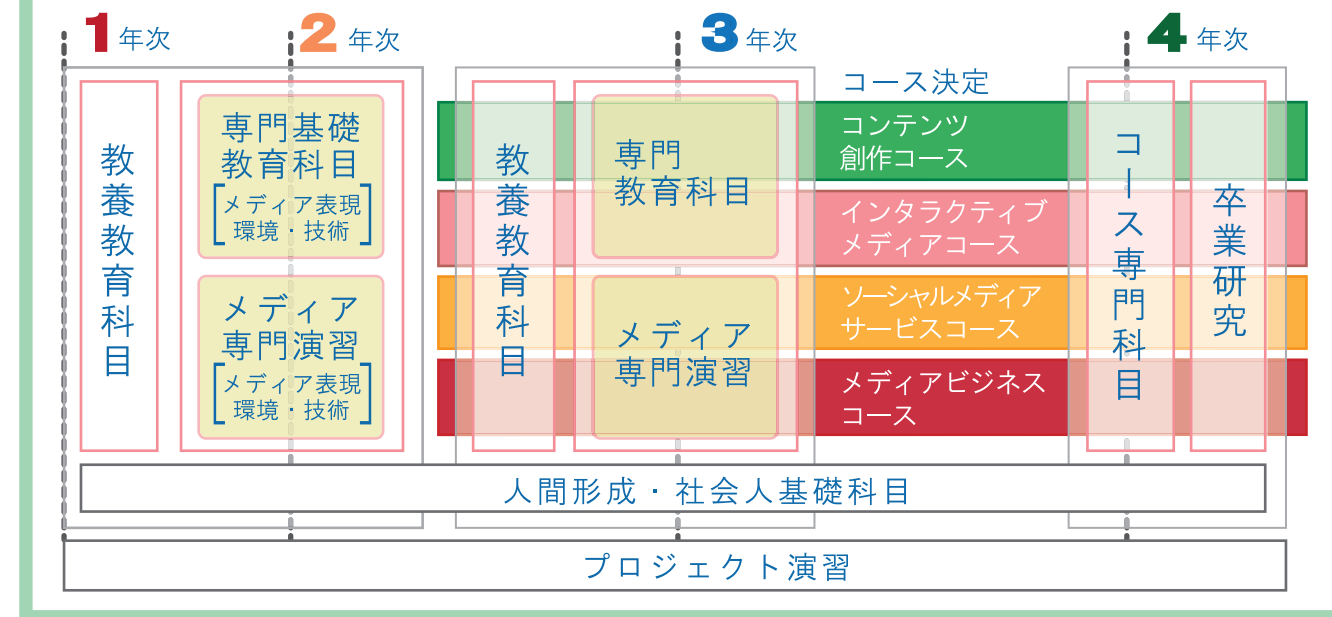 1年次
2年次
3年次
4年次
教養教育科目
専門基礎
教育科目
メディア表現
環境・技術
メディア
専門演習
メディア表現
環境・技術
教養教育科目
専門
教育科目
メディア
専門演習
コース決定
コンテンツ
創作コース
インタラクティブ
メディアコース
ソーシャルメディア
サービスコース
メディアビジネス
コース
コース専門科目
卒業研究
人間形成・社会人基礎科目
プロジェクト演習